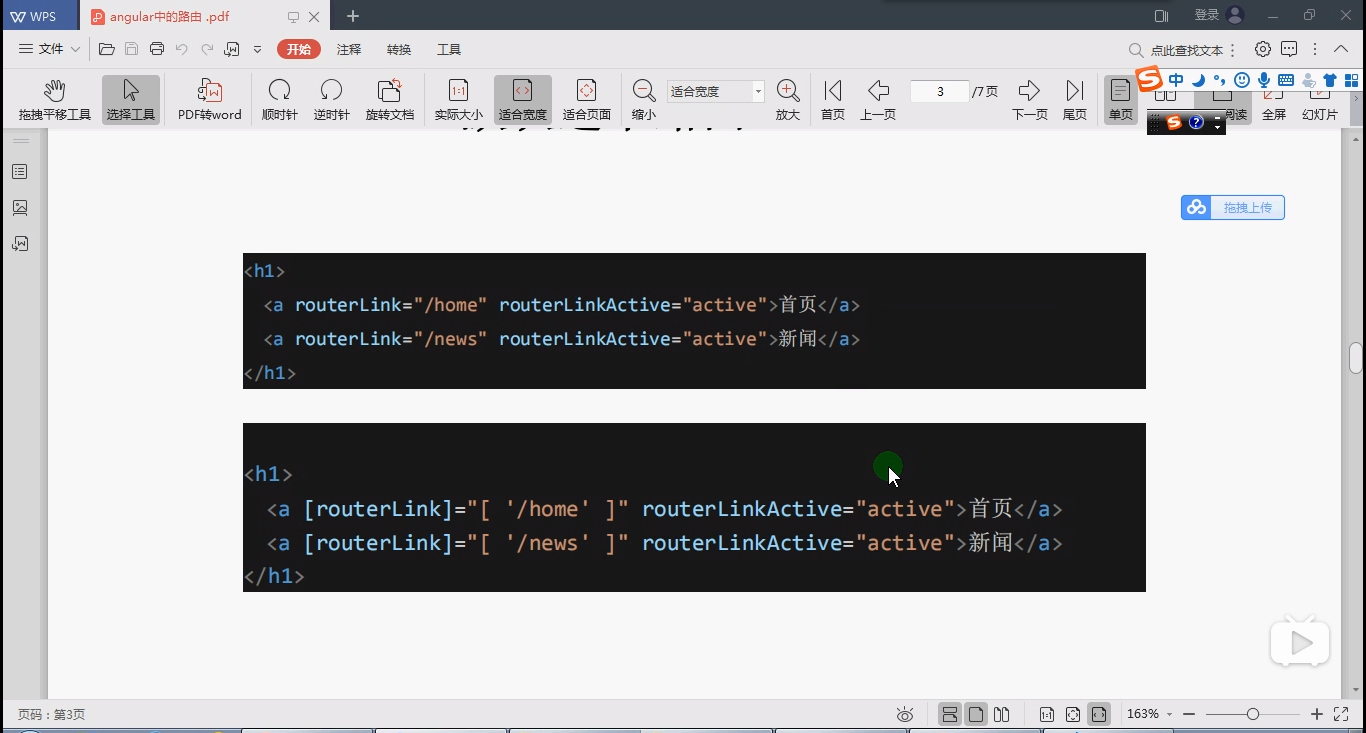 WPS
angular中的路由 .pdf
登录
文件
开始
注释
转换
工具
点此查找文本
中
拖拽平移工具
选择工具
PDF转word
顺时针
逆时针
旋转文档
1:1
实际大小
适合宽度
适合页面
缩小
适合宽度
放大
首页
上一页
3
/7页
下一页
尾页
单页
阅读
全屏
幻灯片
拖拽上传
<h1>
<a routerLink="/home" routerLinkActive="active">首页</a>
<a routerLink="/news" routerLinkActive="active">新闻</a>
</h1>
<h1>
<a [routerLink]="[ '/home' ]" routerLinkActive="active">首页</a>
<a [routerLink]="[ '/news' ]" routerLinkActive="active">新闻</a>
</h1>
页码：第3页
1:1
163%